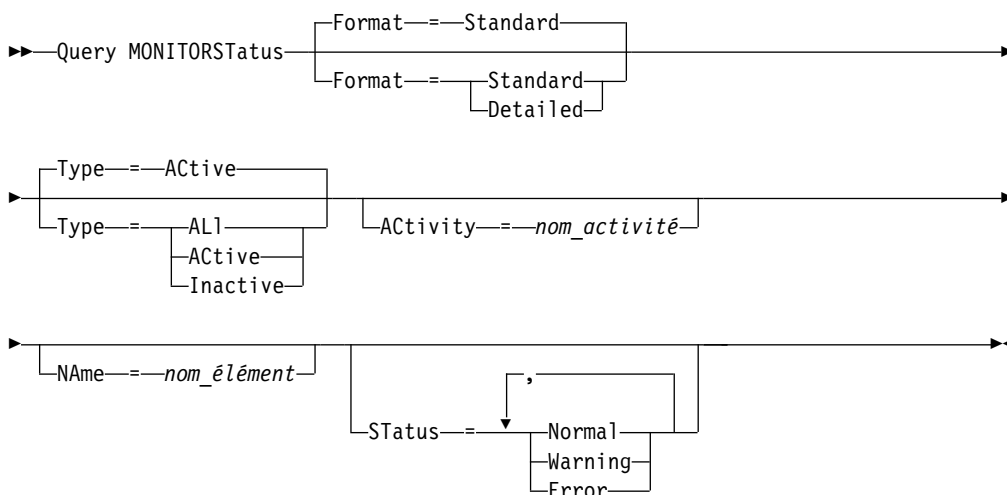 Format = Standard
Query MONITORSTatus
Format = Standard
Detailed
Type = ACtive
Type = ALl
ACtive
Inactive
ACtivity = nom_activité
NAme = nom_élément
,
STatus = Normal
Warning
Error